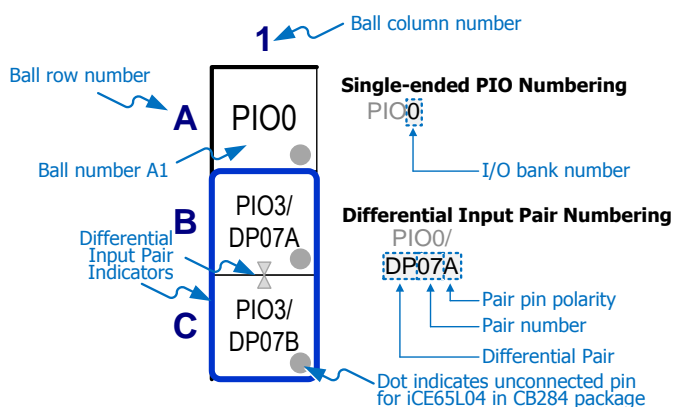 1
Ball column number
Ball row number
A
PIO0
Ball number A1
B
PIO3/
DP07A
Differential
Input Pair
Indicators
C
PIO3/
DP07B
Single-ended PIO Numbering
PIO0
I/O bank number
Differential Input Pair Numbering
PIO0/
DP07A
Pair pin polarity
Pair number
Differential Pair
Dot indicates unconnected pin
for iCE65L04 in CB284 package